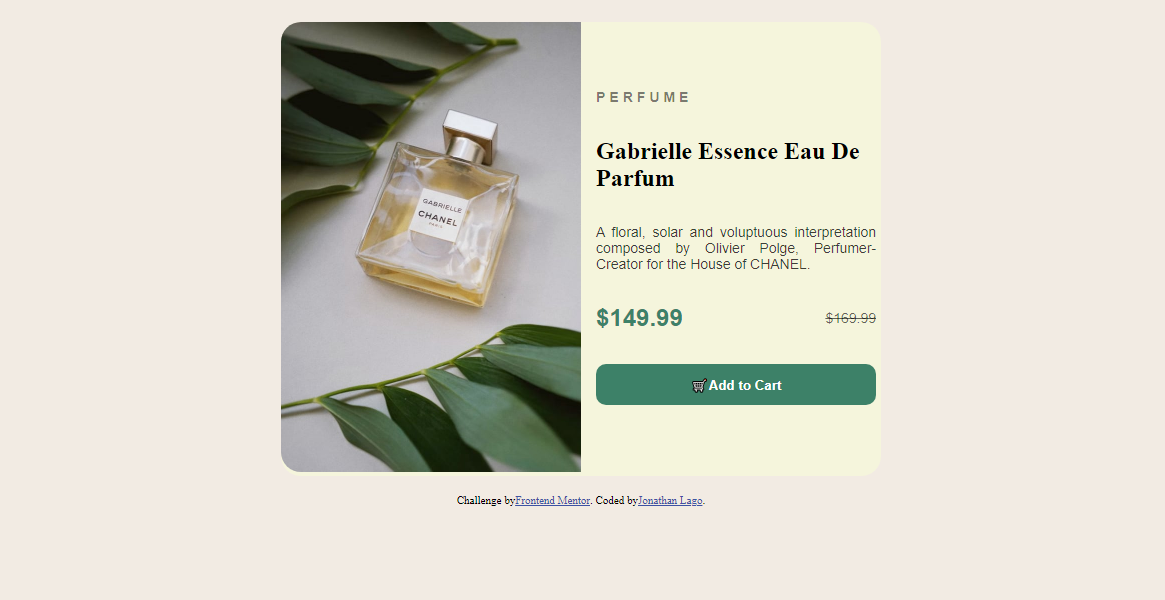 PERFUME
Gabrielle Essence Eau De
Parfum
GABRIELLE
CHANEL
PARIS
A floral, solar and voluptuous interpretation
composed by Olivier Polge, Perfumer-
Creator for the House of CHANEL.
$149.99 $169.99
Add to Cart
Challenge byFrontend Mentor. Coded byJonathan Lago.